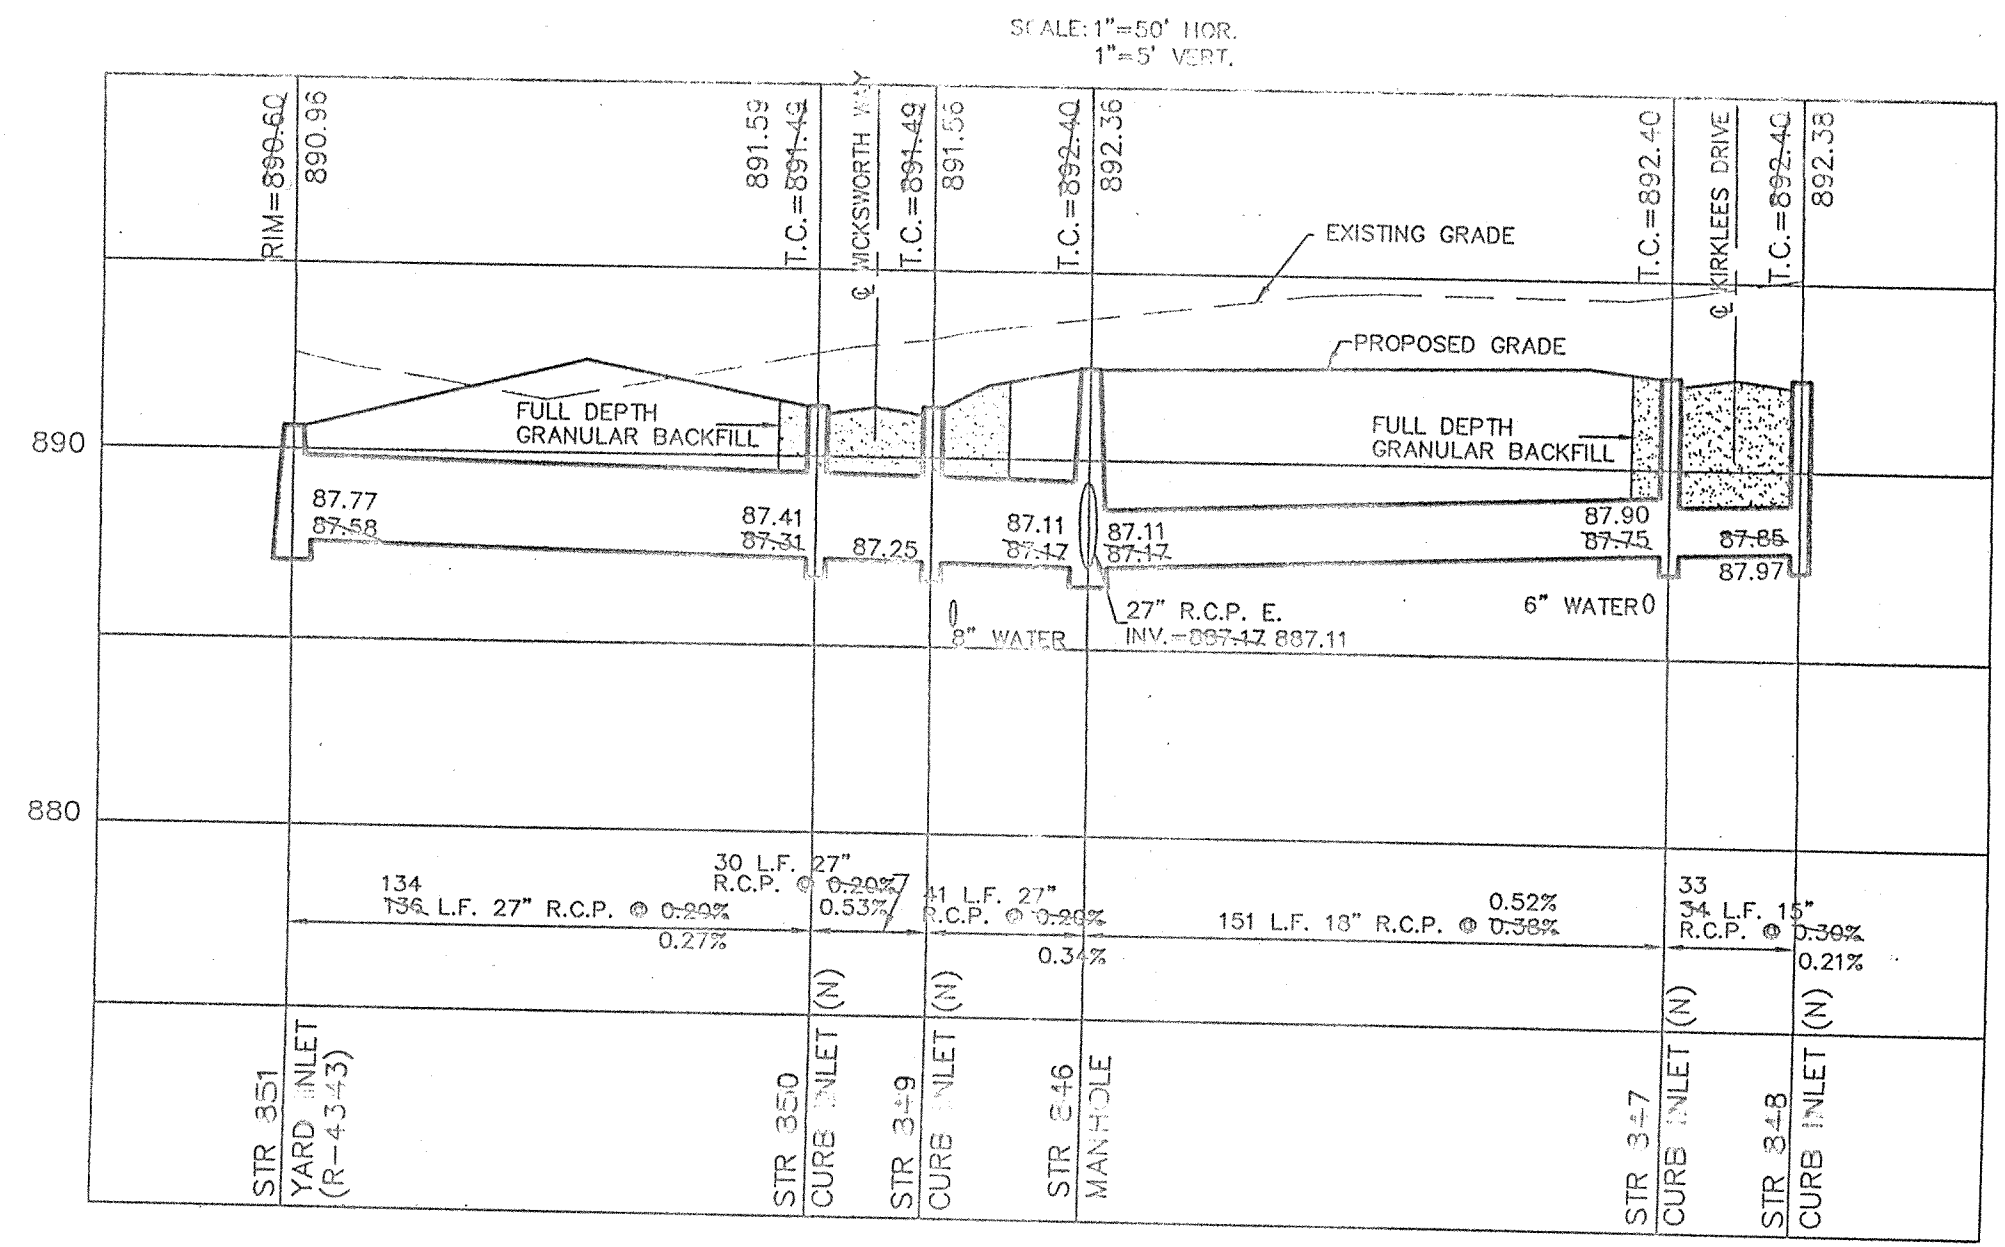 SCALE: 1"=50' HOR.
1"=5' VERT.
RIM=890.60
890.96
891.59
T.C.=891.49
℄ WICKSWORTH WAY
T.C.=891.49
891.56
T.C.=892.40
892.36
T.C.=892.40
℄ KIRKLEES DRIVE
T.C.=892.40
892.38
EXISTING GRADE
PROPOSED GRADE
FULL DEPTH
GRANULAR BACKFILL
FULL DEPTH
GRANULAR BACKFILL
890
87.77
87.58
87.41
87.31
87.25
87.11
87.17
87.11
87.17
87.90
87.75
87.85
87.97
8" WATER
27" R.C.P. E.
INV.=887.17 887.11
6" WATER
880
134
136 L.F. 27" R.C.P. @ 0.20%
0.27%
30 L.F. 27"
R.C.P. @ 0.20%
0.53%
41 L.F. 27"
R.C.P. @ 0.20%
0.34%
0.52%
151 L.F. 18" R.C.P. @ 0.38%
33
34 L.F. 15"
R.C.P. @ 0.30%
0.21%
STR 851
YARD INLET
(R-4343)
STR 850
CURB INLET (N)
STR 849
CURB INLET (N)
STR 846
MANHOLE
STR 847
CURB INLET (N)
STR 848
CURB INLET (N)